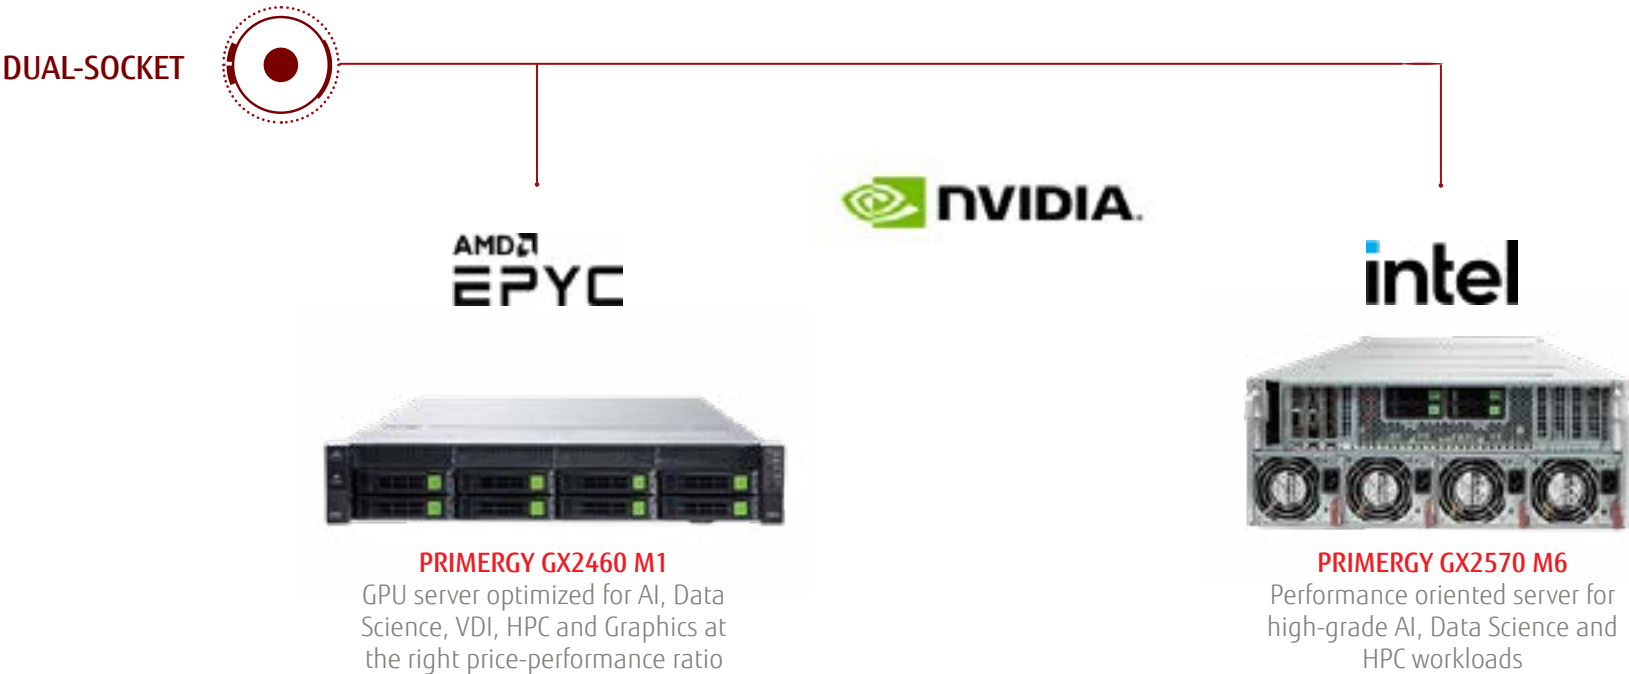 DUAL-SOCKET
NVIDIA.
AMD
EPYC
intel
PRIMERGY GX2460 M1
GPU server optimized for AI, Data
Science, VDI, HPC and Graphics at
the right price-performance ratio
PRIMERGY GX2570 M6
Performance oriented server for
high-grade AI, Data Science and
HPC workloads